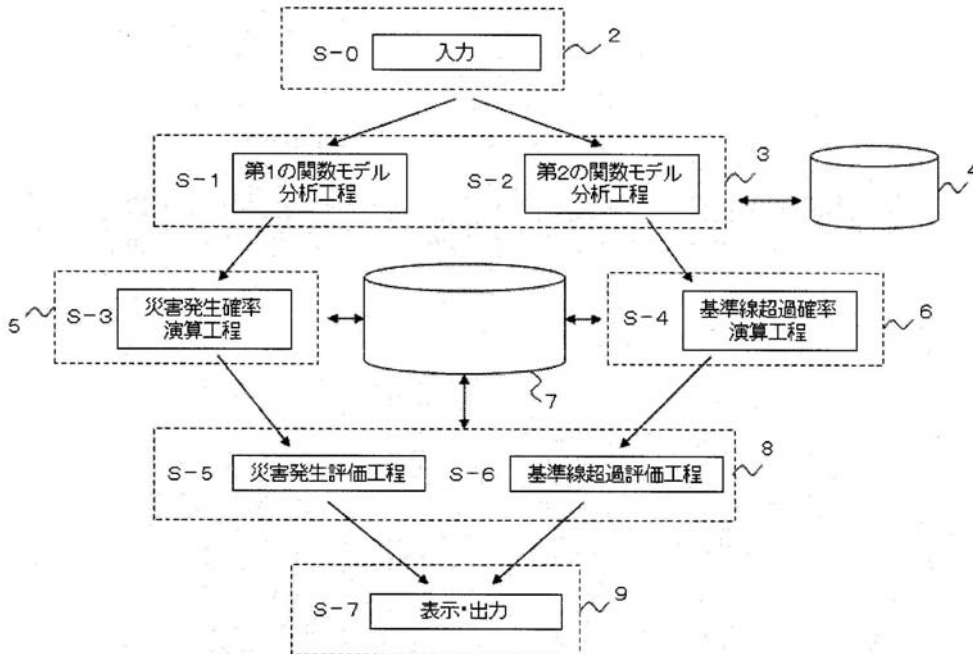 S-0 入力 2
S-1 第1の関数モデル
分析工程
S-2 第2の関数モデル
分析工程
3
4
5 S-3 災害発生確率
演算工程
7
S-4 基準線超過確率
演算工程
6
S-5 災害発生評価工程
S-6 基準線超過評価工程
8
S-7 表示・出力 9